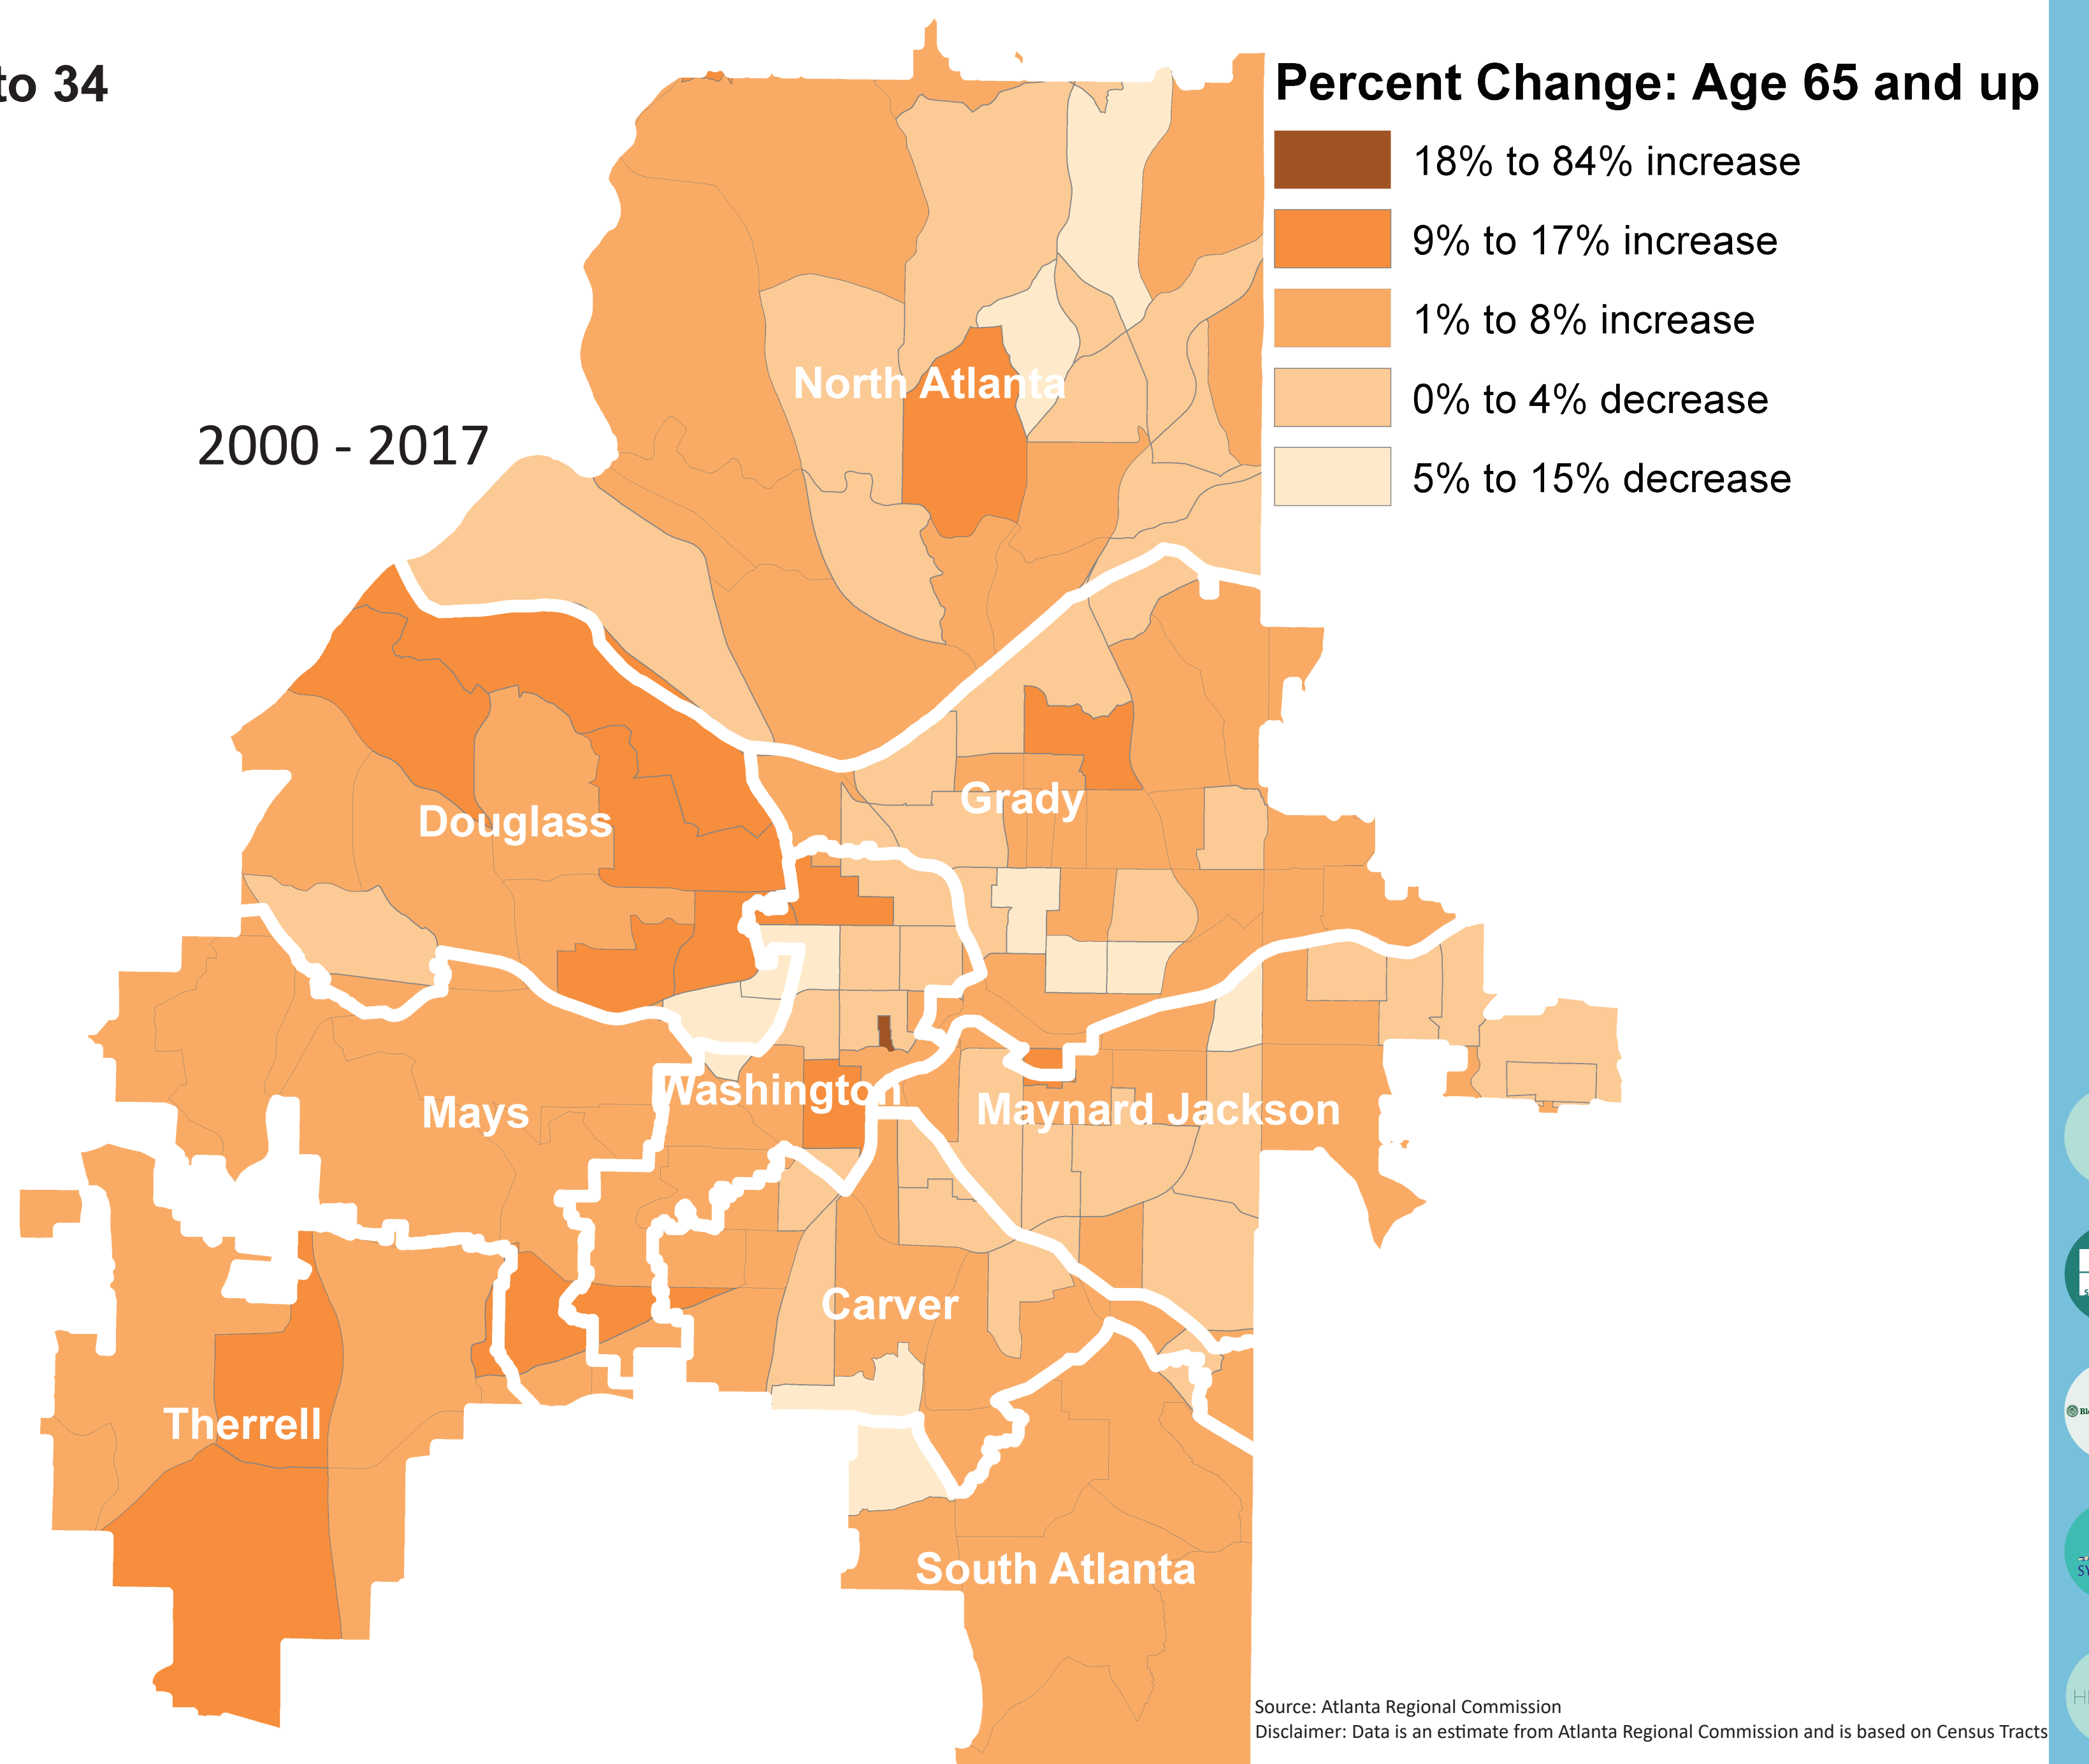 to 34
Percent Change: Age 65 and up
18% to 84% increase
9% to 17% increase
1% to 8% increase
0% to 4% decrease
5% to 15% decrease
2000 - 2017
North Atlanta
Grady
Douglass
Washington
Maynard Jackson
Mays
Carver
Therrell
South Atlanta
Source: Atlanta Regional Commission
Disclaimer: Data is an estimate from Atlanta Regional Commission and is based on Census Tracts